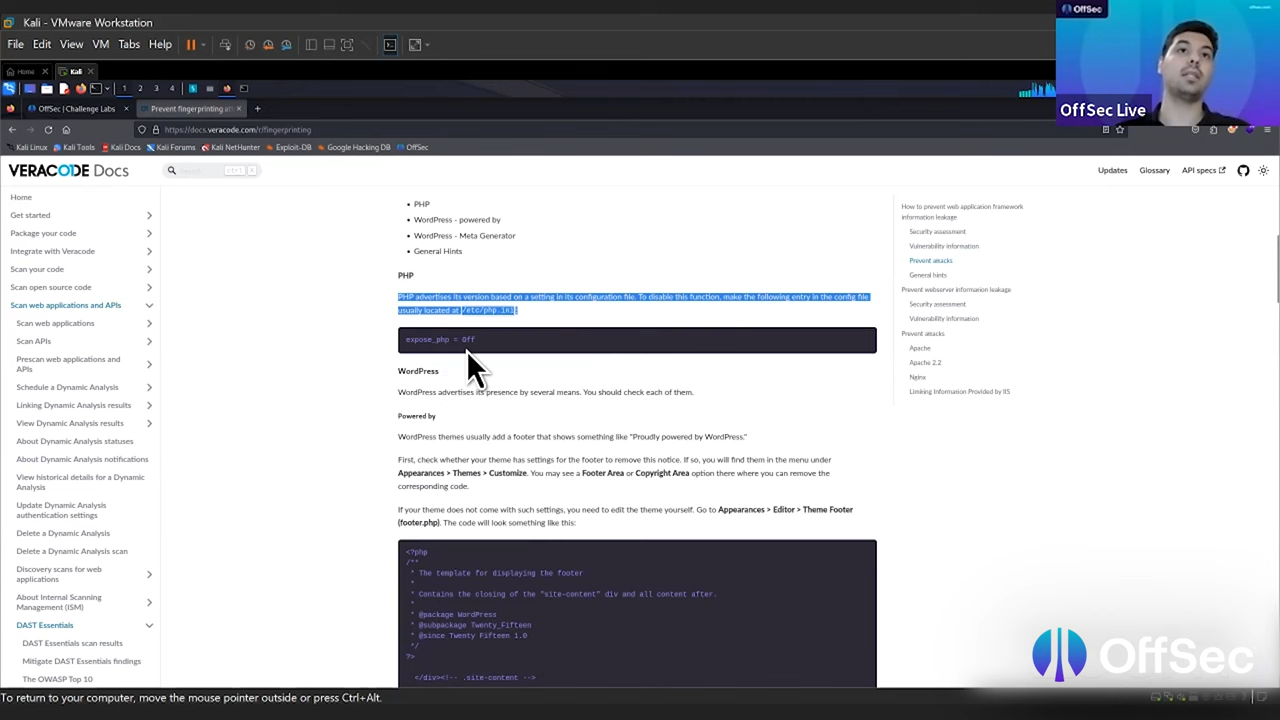 Kali - VMware Workstation
File Edit View VM Tabs Help
Home
Kali
1 2 3 4
OffSec | Challenge Labs
Prevent fingerprinting att
https://docs.veracode.com/r/fingerprinting
Kali Linux Kali Tools Kali Docs Kali Forums Kali NetHunter Exploit-DB Google Hacking DB OffSec
OffSec
OffSec Live
VERACODE Docs
Search
Updates Glossary API specs
Home
Get started
Package your code
Integrate with Veracode
Scan your code
Scan open source code
Scan web applications and APIs
Scan web applications
Scan APIs
Prescan web applications and
APIs
Schedule a Dynamic Analysis
Linking Dynamic Analysis results
View Dynamic Analysis results
About Dynamic Analysis statuses
About Dynamic Analysis notifications
View historical details for a Dynamic
Analysis
Update Dynamic Analysis
authentication settings
Delete a Dynamic Analysis
Delete a Dynamic Analysis scan
Discovery scans for web
applications
About Internal Scanning
Management (ISM)
DAST Essentials
DAST Essentials scan results
Mitigate DAST Essentials findings
The OWASP Top 10
• PHP
• WordPress - powered by
• WordPress - Meta Generator
• General Hints
PHP
PHP advertises its version based on a setting in its configuration file. To disable this function, make the following entry in the config file
usually located at /etc/php.ini:
expose_php = Off
WordPress
WordPress advertises its presence by several means. You should check each of them.
Powered by
WordPress themes usually add a footer that shows something like "Proudly powered by WordPress."
First, check whether your theme has settings for the footer to remove this notice. If so, you will find them in the menu under
Appearances > Themes > Customize. You may see a Footer Area or Copyright Area option there where you can remove the
corresponding code.
If your theme does not come with such settings, you need to edit the theme yourself. Go to Appearances > Editor > Theme Footer
(footer.php). The code will look something like this:
<?php
/**
* The template for displaying the footer
*
* Contains the closing of the "site-content" div and all content after.
*
* @package WordPress
* @subpackage Twenty_Fifteen
* @since Twenty Fifteen 1.0
*/
?>
</div><!-- .site-content -->
How to prevent web application framework
information leakage
Security assessment
Vulnerability information
Prevent attacks
General hints
Prevent webserver information leakage
Security assessment
Vulnerability information
Prevent attacks
Apache
Apache 2.2
Nginx
Limiting Information Provided by IIS
OffSec
To return to your computer, move the mouse pointer outside or press Ctrl+Alt.